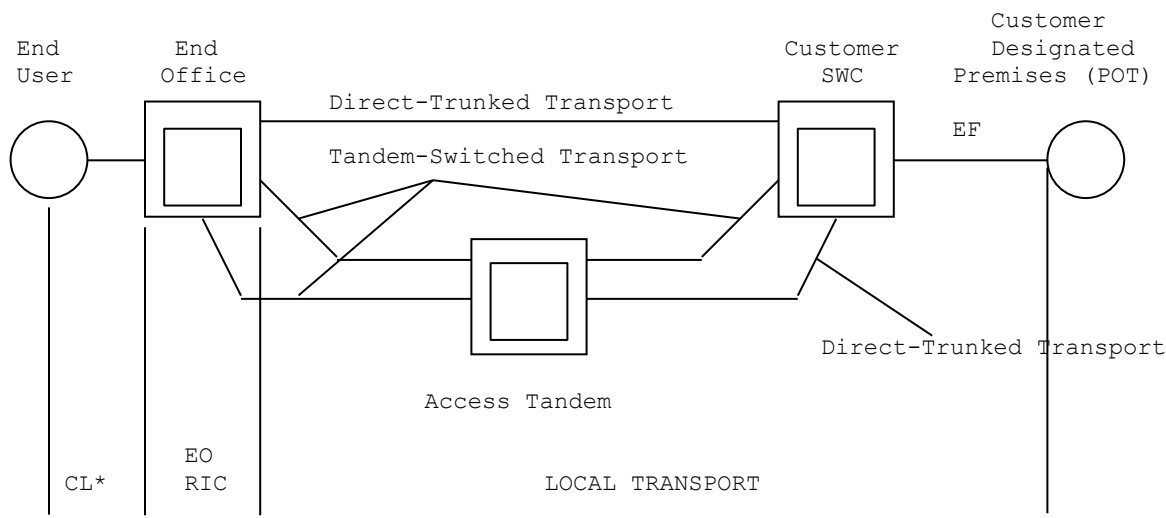 Customer
End End Customer Designated
User Office SWC Premises (POT)
Direct-Trunked Transport
EF
Tandem-Switched Transport
Direct-Trunked Transport
Access Tandem
EO
CL* RIC LOCAL TRANSPORT